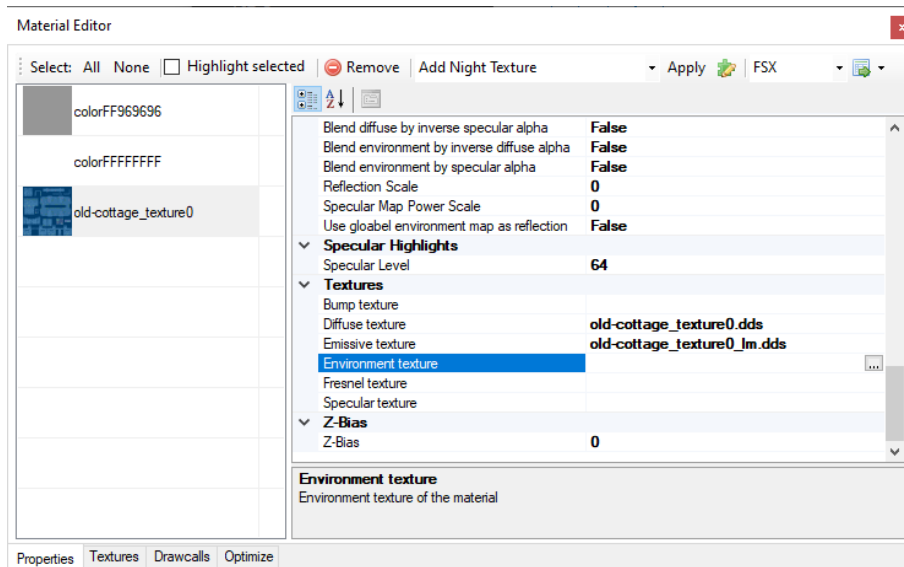 Material Editor
Select: All None Highlight selected Remove Add Night Texture Apply FSX
colorFF969696
colorFFFFFFFF
old-cottage_texture0
Blend diffuse by inverse specular alpha False
Blend environment by inverse diffuse alpha False
Blend environment by specular alpha False
Reflection Scale 0
Specular Map Power Scale 0
Use gloabel environment map as reflection False
Specular Highlights
Specular Level 64
Textures
Bump texture
Diffuse texture old-cottage_texture0.dds
Emissive texture old-cottage_texture0_lm.dds
Environment texture ...
Fresnel texture
Specular texture
Z-Bias
Z-Bias 0
Environment texture
Environment texture of the material
Properties Textures Drawcalls Optimize